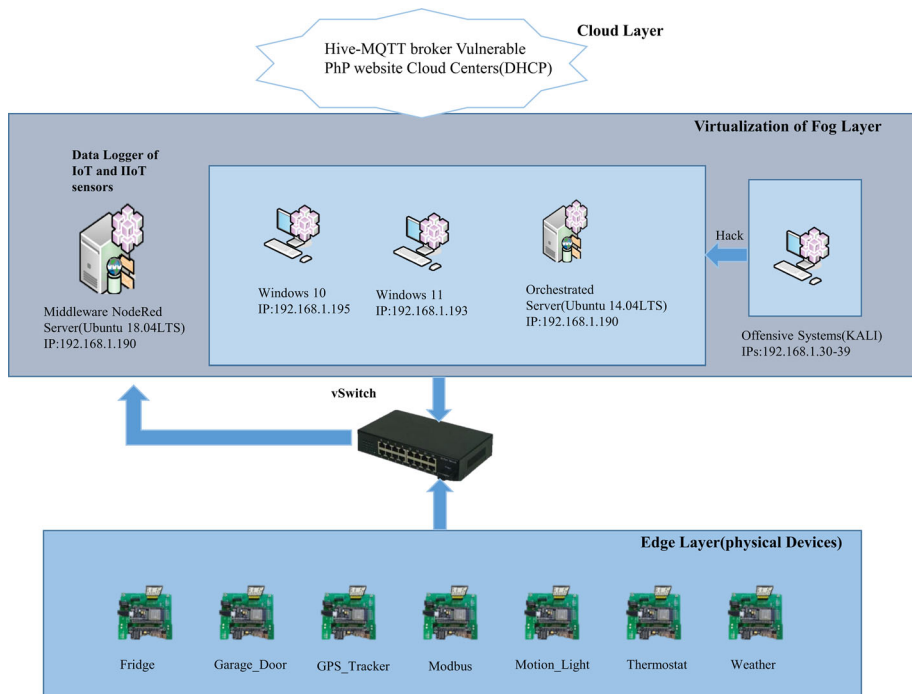 Cloud Layer
Hive-MQTT broker Vulnerable
PhP website Cloud Centers(DHCP)
Virtualization of Fog Layer
Data Logger of
IoT and IIoT
sensors
Middleware NodeRed
Server(Ubuntu 18.04LTS)
IP:192.168.1.190
Windows 10
IP:192.168.1.195
Windows 11
IP:192.168.1.193
Orchestrated
Server(Ubuntu 14.04LTS)
IP:192.168.1.190
Hack
Offensive Systems(KALI)
IPs:192.168.1.30-39
vSwitch
Edge Layer(physical Devices)
Fridge
Garage_Door
GPS_Tracker
Modbus
Motion_Light
Thermostat
Weather